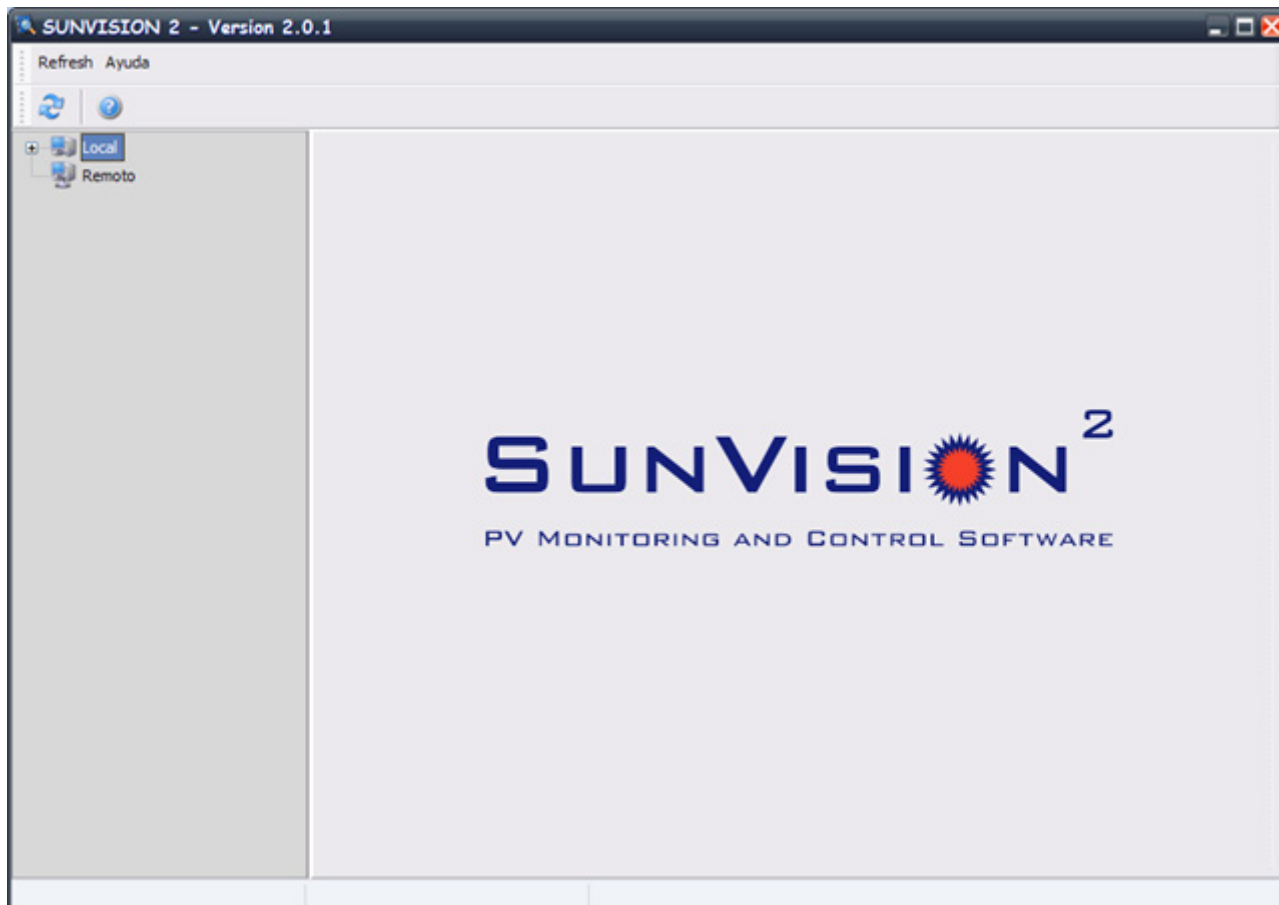 SUNVISION 2 - Version 2.0.1
Refresh Ayuda
Local
Remoto
SUNVISION 2
PV MONITORING AND CONTROL SOFTWARE